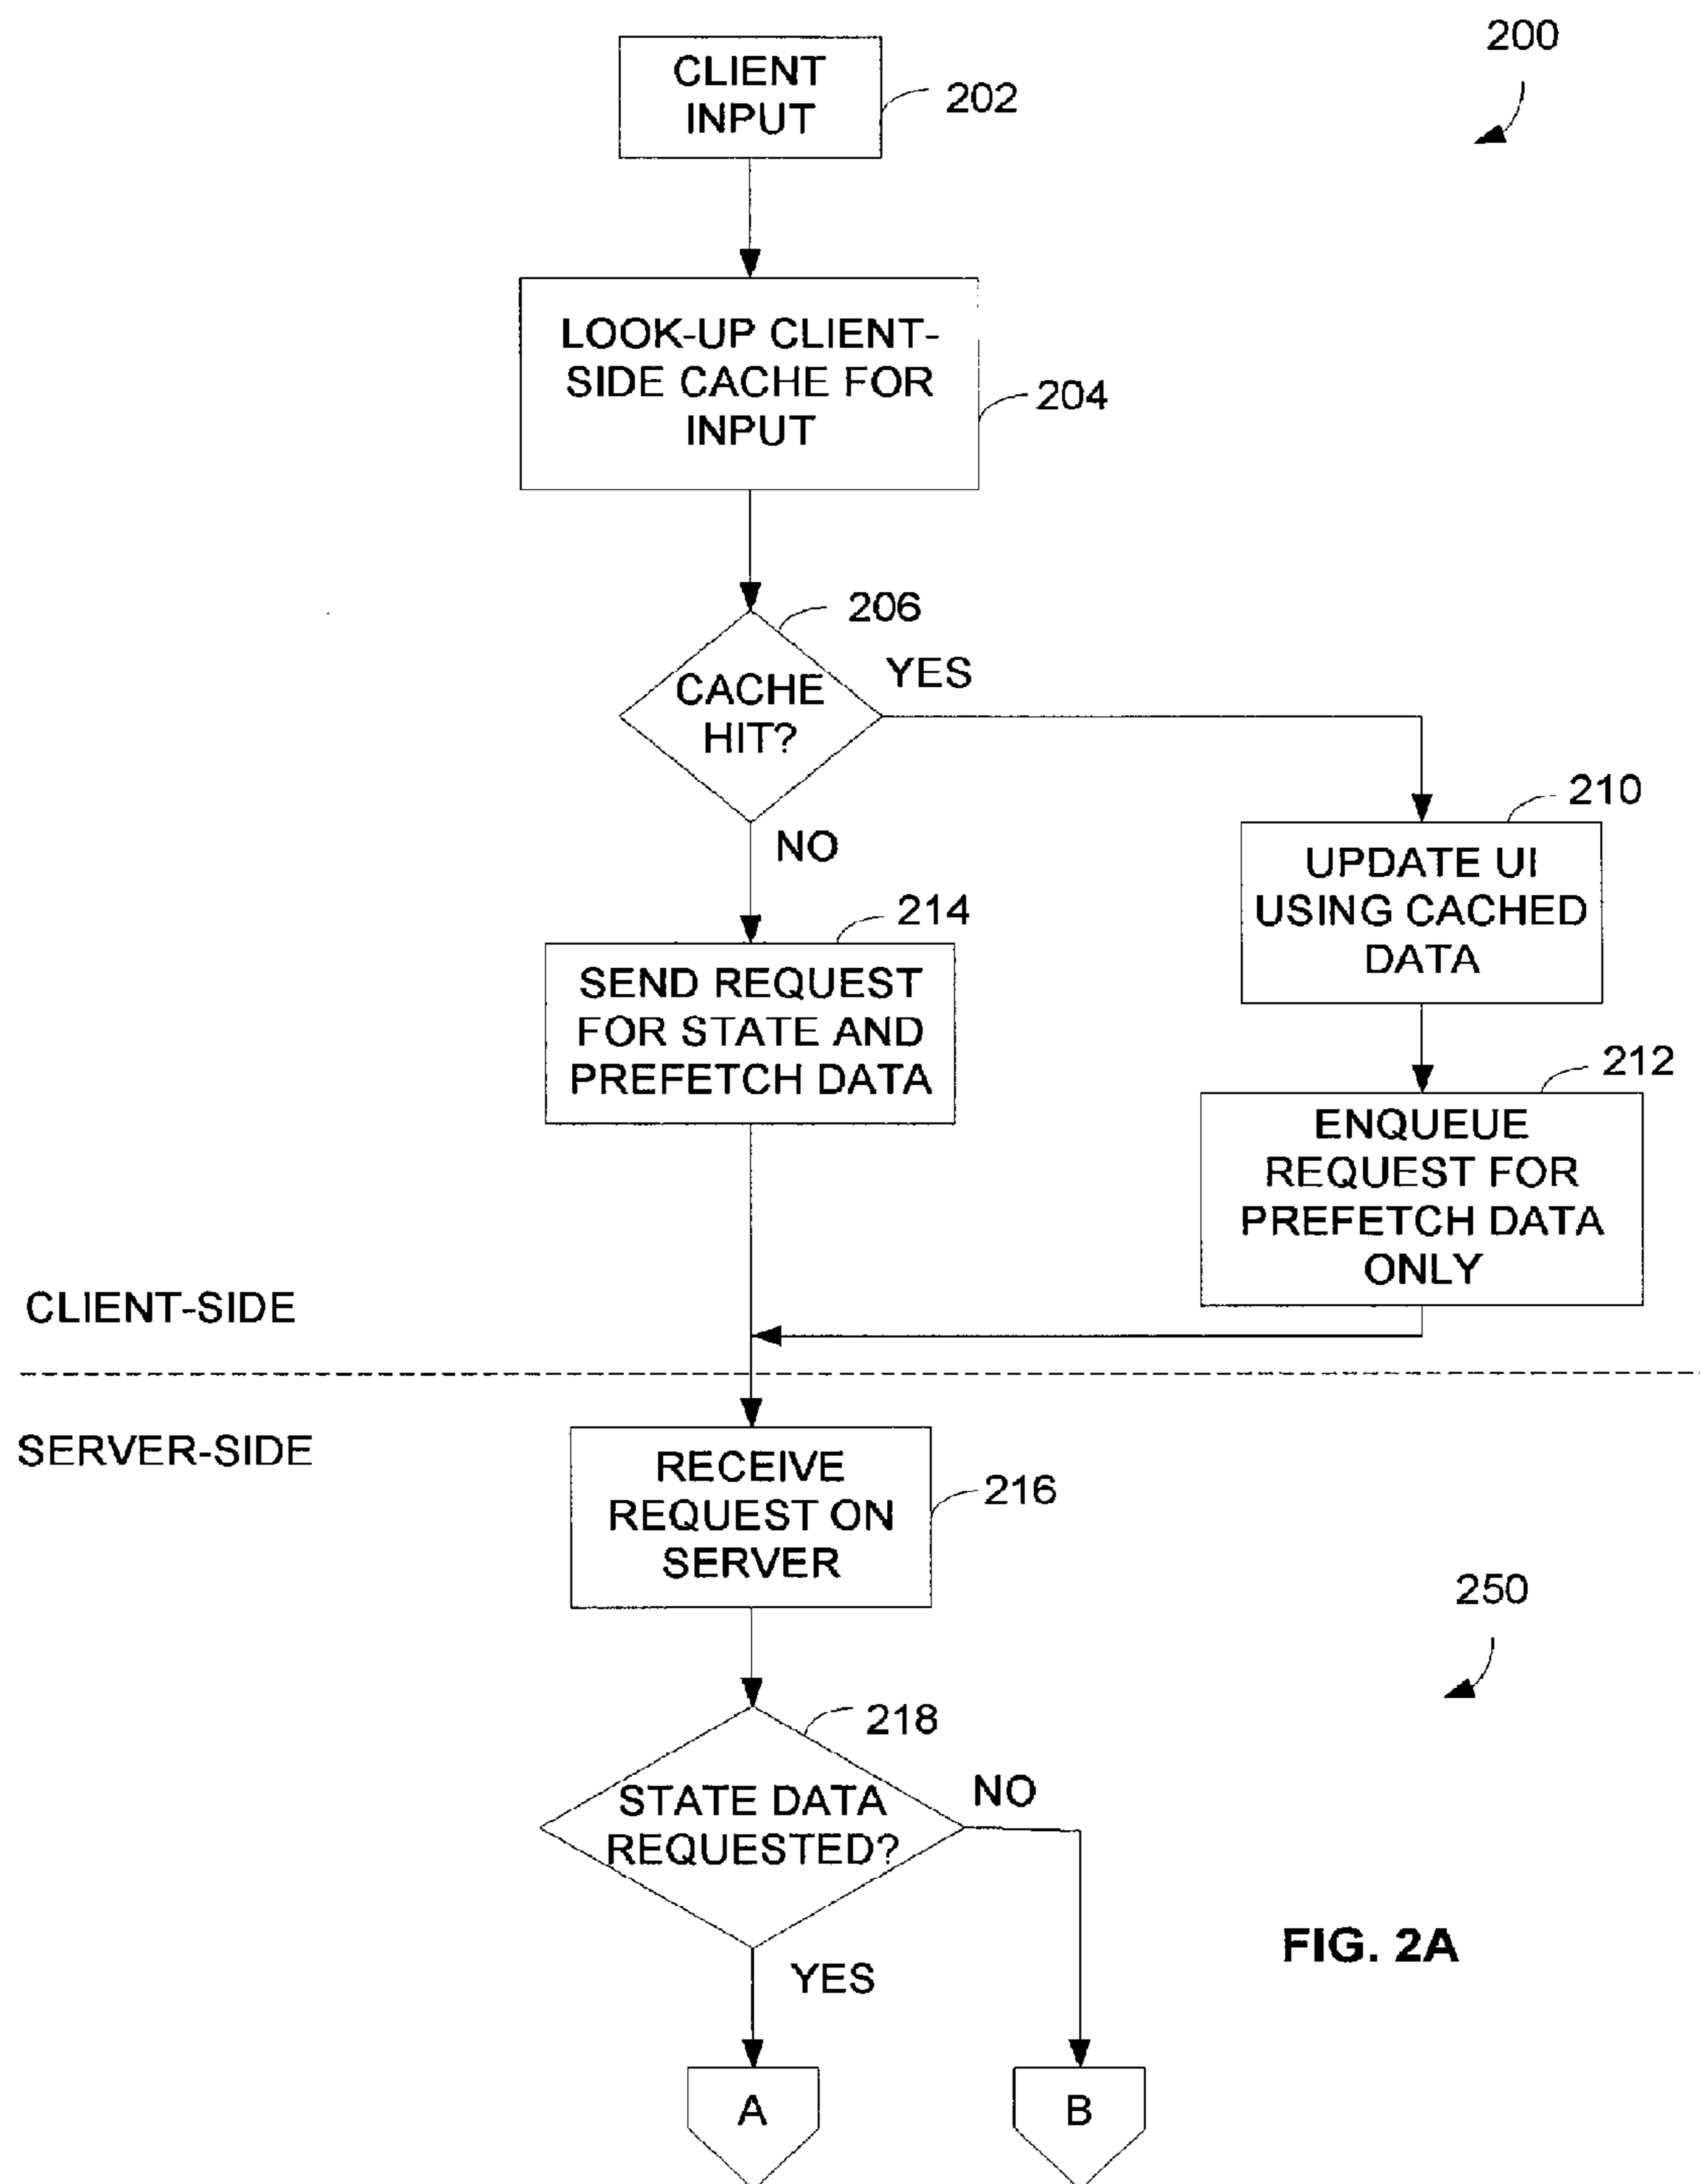 200
CLIENT
INPUT
202
LOOK-UP CLIENT-
SIDE CACHE FOR
INPUT
204
206
CACHE
HIT?
YES
NO
210
UPDATE UI
USING CACHED
DATA
214
SEND REQUEST
FOR STATE AND
PREFETCH DATA
212
ENQUEUE
REQUEST FOR
PREFETCH DATA
ONLY
CLIENT-SIDE
SERVER-SIDE
RECEIVE
REQUEST ON
SERVER
216
250
218
STATE DATA
REQUESTED?
NO
YES
FIG. 2A
A
B